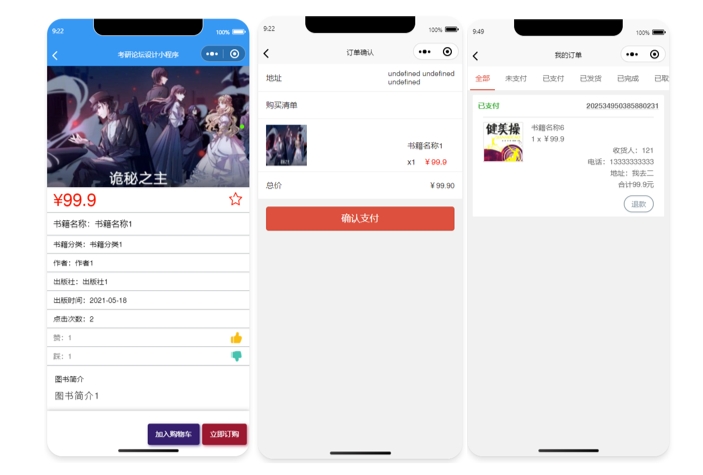 9:22
100%
考研论坛设计小程序
诡秘之主
¥99.9
书籍名称：书籍名称1
书籍分类：书籍分类1
作者：作者1
出版社：出版社1
出版时间：2021-05-18
点击次数：2
赞：1
踩：1
图书简介
图书简介1
加入购物车
立即订购
9:22
100%
订单确认
地址
undefined undefined
undefined
购买清单
书籍名称1
x1 ¥99.9
总价
¥99.90
确认支付
9:49
100%
我的订单
全部 未支付 已支付 已发货 已完成 已取
已支付 202534950385880231
健美操
书籍名称6
1 x ¥99.9
收货人：121
电话：13333333333
地址：我去二
合计99.9元
退款